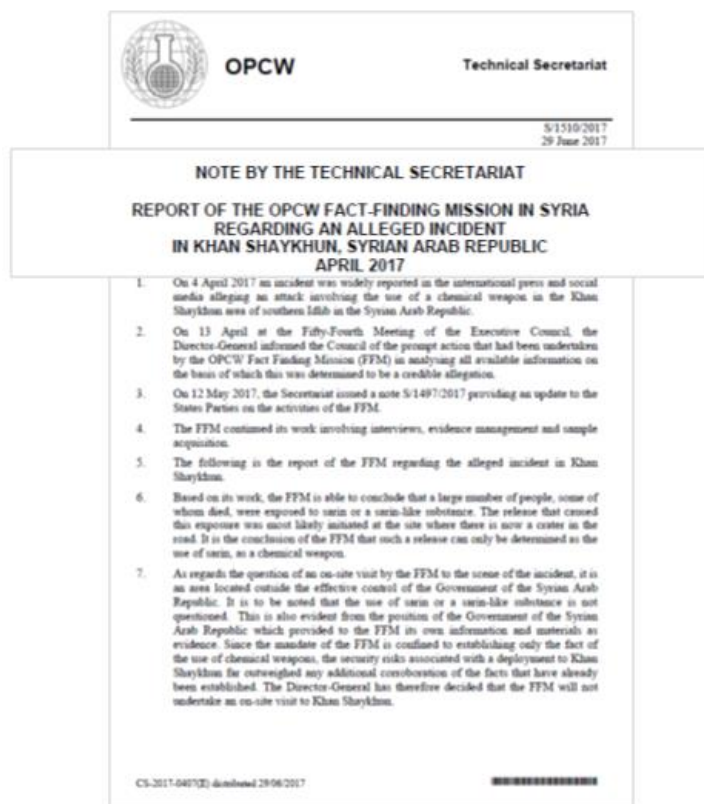 OPCW
Technical Secretariat
S/1510/2017
29 June 2017
NOTE BY THE TECHNICAL SECRETARIAT
REPORT OF THE OPCW FACT-FINDING MISSION IN SYRIA
REGARDING AN ALLEGED INCIDENT
IN KHAN SHAYKHUN, SYRIAN ARAB REPUBLIC
APRIL 2017
1. On 4 April 2017 an incident was widely reported in the international press and social
media alleging an attack involving the use of a chemical weapon in the Khan
Shaykhun area of southern Idlib in the Syrian Arab Republic.
2. On 13 April at the Fifty-Fourth Meeting of the Executive Council, the
Director-General informed the Council of the prompt action that had been undertaken
by the OPCW Fact Finding Mission (FFM) in analysing all available information on
the basis of which this was determined to be a credible allegation.
3. On 12 May 2017, the Secretariat issued a note S/1497/2017 providing an update to the
States Parties on the activities of the FFM.
4. The FFM continued its work involving interviews, evidence management and sample
acquisition.
5. The following is the report of the FFM regarding the alleged incident in Khan
Shaykhun.
6. Based on its work, the FFM is able to conclude that a large number of people, some of
whom died, were exposed to sarin or a sarin-like substance. The release that caused
this exposure was most likely initiated at the site where there is now a crater in the
road. It is the conclusion of the FFM that such a release can only be determined as the
use of sarin, as a chemical weapon.
7. As regards the question of an on-site visit by the FFM to the scene of the incident, it is
an area located outside the effective control of the Government of the Syrian Arab
Republic. It is to be noted that the use of sarin or a sarin-like substance is not
questioned. This is also evident from the position of the Government of the Syrian
Arab Republic which provided to the FFM its own information and materials as
evidence. Since the mandate of the FFM is confined to establishing only the fact of
the use of chemical weapons, the security risks associated with a deployment to Khan
Shaykhun far outweighed any additional corroboration of the facts that have already
been established. The Director-General has therefore decided that the FFM will not
undertake an on-site visit to Khan Shaykhun.
CS-2017-0407(E) distributed 29/06/2017